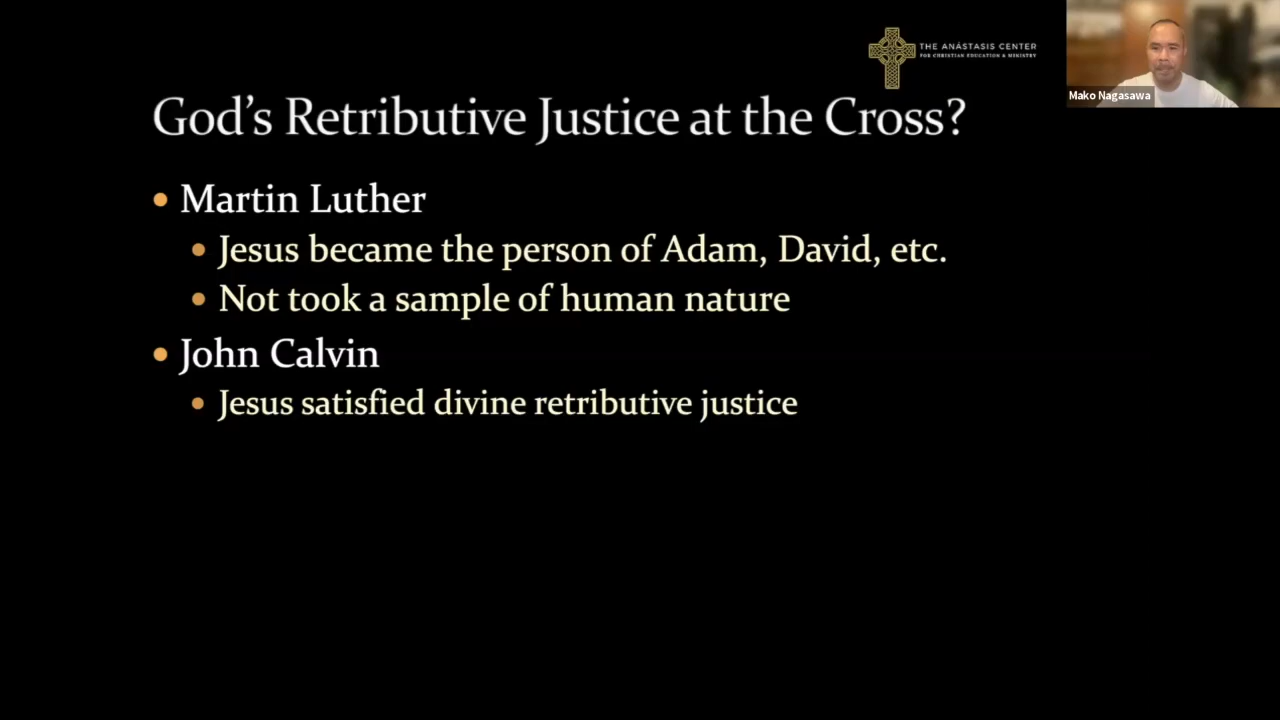 THE ANÁSTASIS CENTER
FOR CHRISTIAN EDUCATION & MINISTRY
Mako Nagasawa
God's Retributive Justice at the Cross?
• Martin Luther
• Jesus became the person of Adam, David, etc.
• Not took a sample of human nature
• John Calvin
• Jesus satisfied divine retributive justice